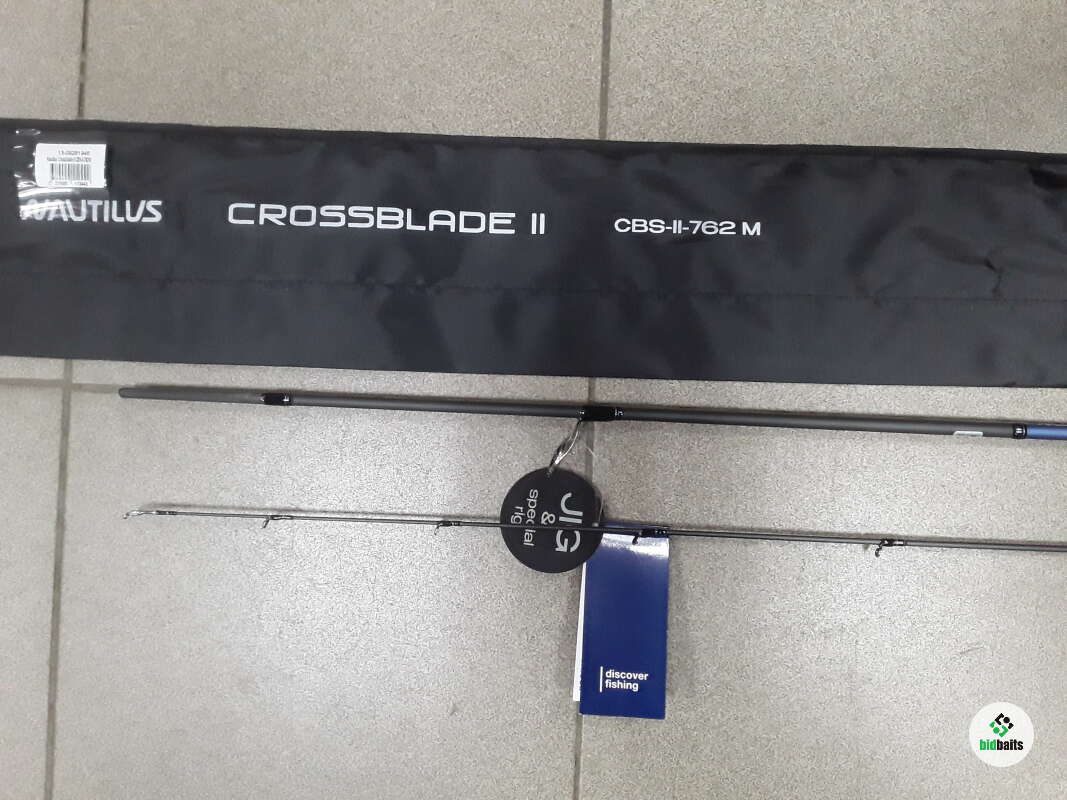 NAUTILUS CROSSBLADE II CBS-II-762 M
JIG
&
special
rig
discover
fishing
bidbaits